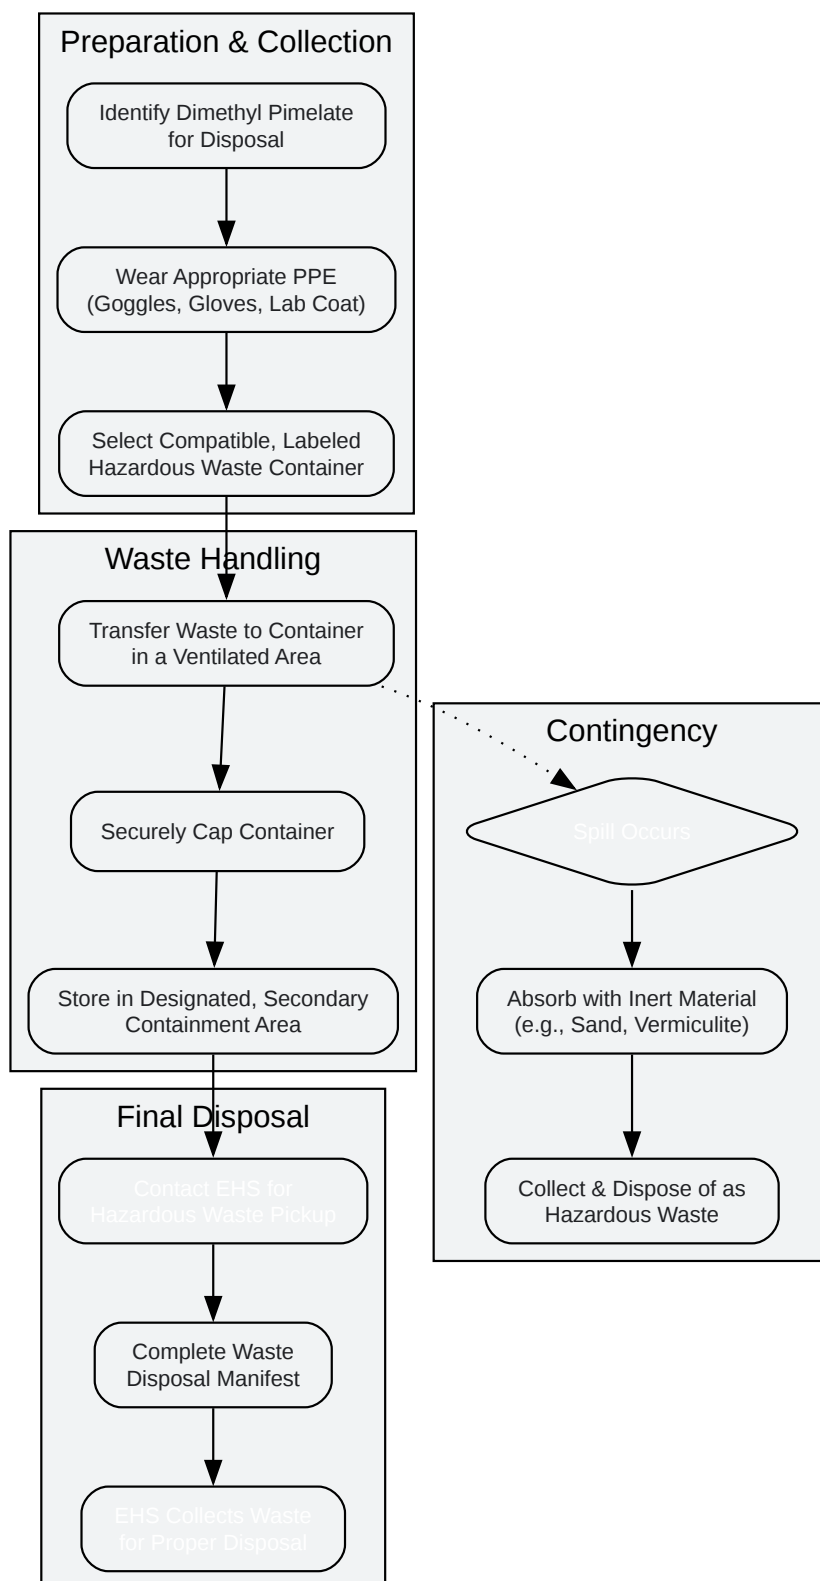 Preparation & Collection
Identify Dimethyl Pimelate
for Disposal
Wear Appropriate PPE
(Goggles, Gloves, Lab Coat)
Select Compatible, Labeled
Hazardous Waste Container
Waste Handling
Transfer Waste to Container
in a Ventilated Area
Securely Cap Container
Store in Designated, Secondary
Containment Area
Contingency
Spill Occurs
Absorb with Inert Material
(e.g., Sand, Vermiculite)
Collect & Dispose of as
Hazardous Waste
Final Disposal
Contact EHS for
Hazardous Waste Pickup
Complete Waste
Disposal Manifest
EHS Collects Waste
for Proper Disposal